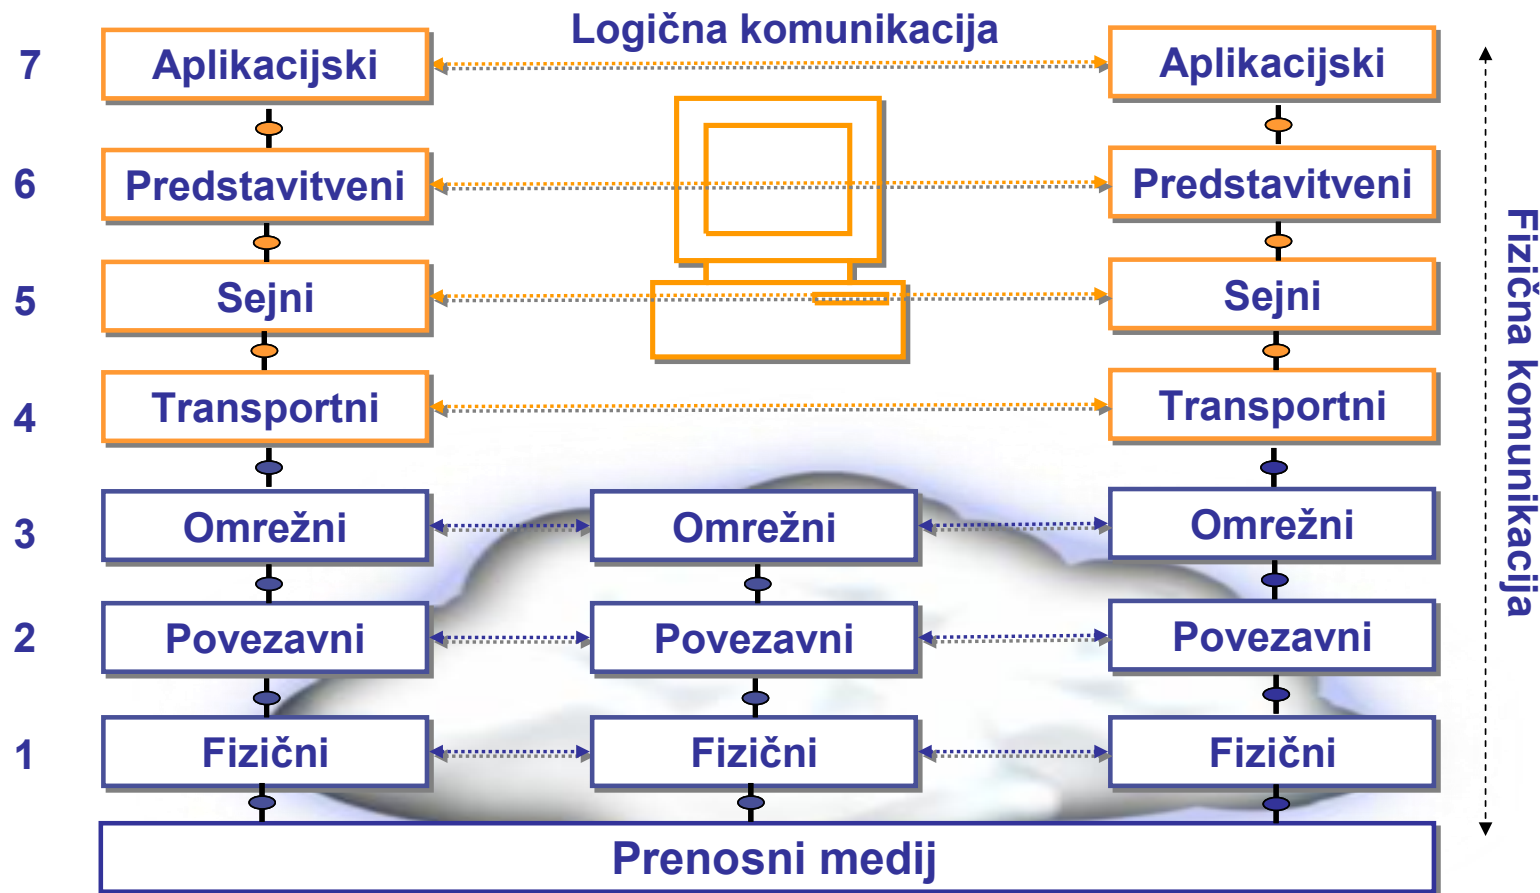 Logična komunikacija
7 Aplikacijski Aplikacijski
6 Predstavitveni Predstavitveni
5 Sejni Sejni
4 Transportni Transportni
3 Omrežni Omrežni Omrežni
2 Povezavni Povezavni Povezavni
1 Fizični Fizični Fizični
Prenosni medij
Fizična komunikacija